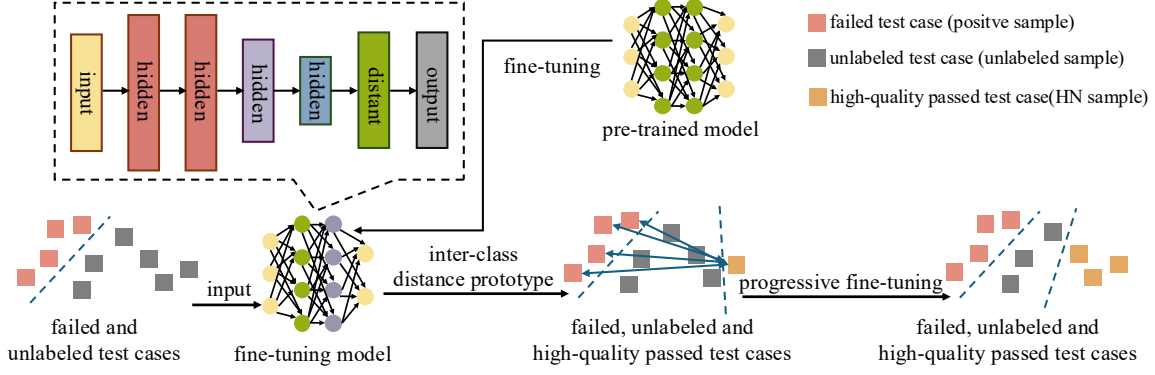 input
hidden
hidden
hidden
hidden
distant
output
fine-tuning
pre-trained model
failed test case (positve sample)
unlabeled test case (unlabeled sample)
high-quality passed test case(HN sample)
input
inter-class
distance prototype
progressive fine-tuning
failed and
unlabeled test cases
fine-tuning model
failed, unlabeled and
high-quality passed test cases
failed, unlabeled and
high-quality passed test cases